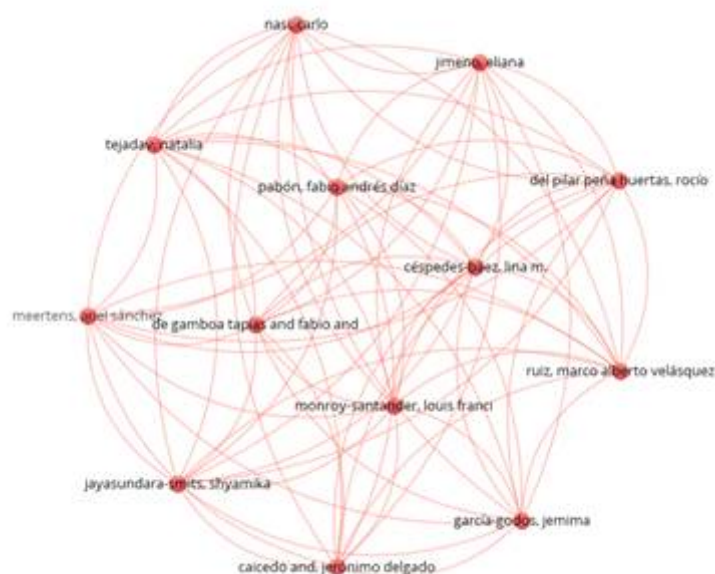 nasi, carlo
jimeno, eliana
tejadav, natalia
pabón, fabio andrés díaz
del pilar peña huertas, rocío
céspedes-báez, lina m.
meertens, sánchez
de gamboa tapias and fabio and
ruiz, marco alberto velásquez
monroy-santander, louis franci
jayasundara-smits, shyamika
garcía-godos, jemima
caicedo and, jerónimo delgado